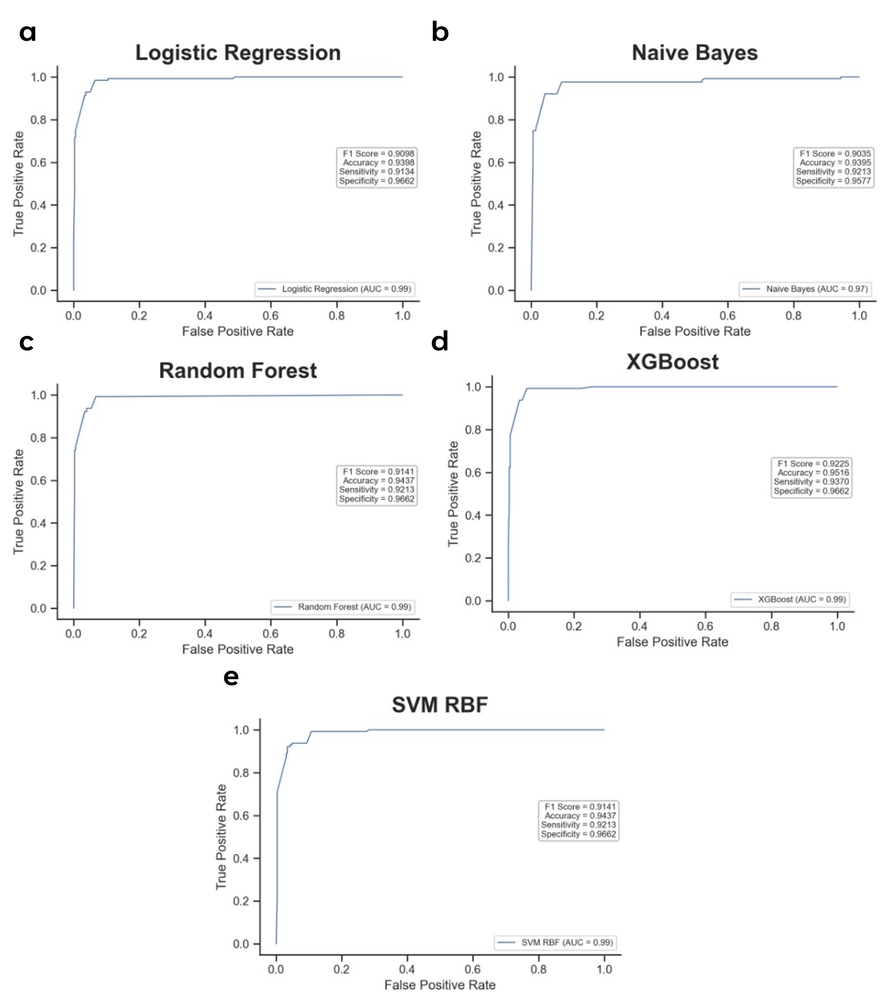 a
Logistic Regression
1.0
0.8
0.6
0.4
0.2
0.0
True Positive Rate
F1 Score = 0.9098
Accuracy = 0.9398
Sensitivity = 0.9134
Specificity = 0.9662
Logistic Regression (AUC = 0.99)
0.0 0.2 0.4 0.6 0.8 1.0
False Positive Rate
b
Naive Bayes
1.0
0.8
0.6
0.4
0.2
0.0
True Positive Rate
F1 Score = 0.9035
Accuracy = 0.9395
Sensitivity = 0.9213
Specificity = 0.9577
Naive Bayes (AUC = 0.97)
0.0 0.2 0.4 0.6 0.8 1.0
False Positive Rate
c
Random Forest
1.0
0.8
0.6
0.4
0.2
0.0
True Positive Rate
F1 Score = 0.9141
Accuracy = 0.9437
Sensitivity = 0.9213
Specificity = 0.9662
Random Forest (AUC = 0.99)
0.0 0.2 0.4 0.6 0.8 1.0
False Positive Rate
d
XGBoost
1.0
0.8
0.6
0.4
0.2
0.0
True Positive Rate
F1 Score = 0.9225
Accuracy = 0.9516
Sensitivity = 0.9370
Specificity = 0.9662
XGBoost (AUC = 0.99)
0.0 0.2 0.4 0.6 0.8 1.0
False Positive Rate
e
SVM RBF
1.0
0.8
0.6
0.4
0.2
0.0
True Positive Rate
F1 Score = 0.9141
Accuracy = 0.9437
Sensitivity = 0.9213
Specificity = 0.9662
SVM RBF (AUC = 0.99)
0.0 0.2 0.4 0.6 0.8 1.0
False Positive Rate